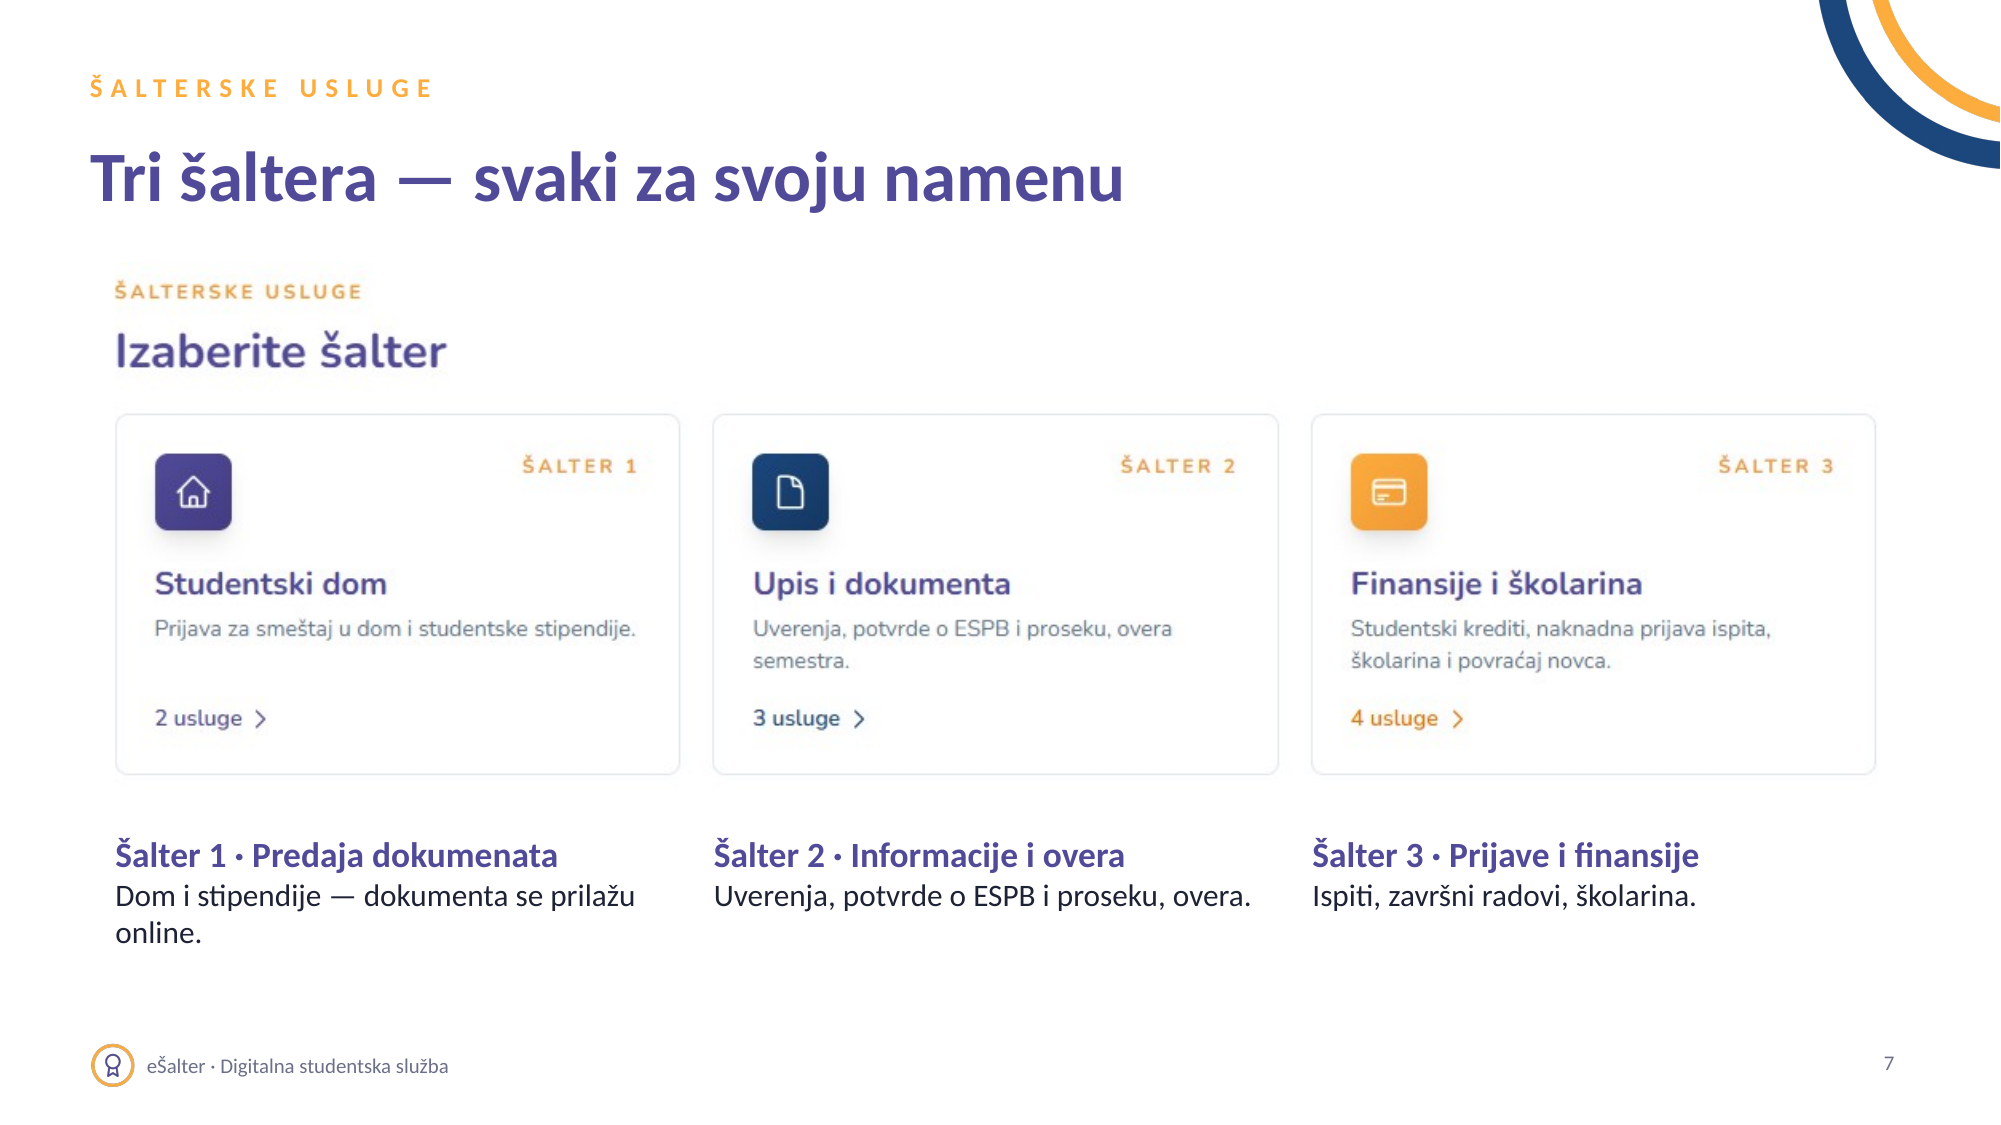 ŠALTERSKE USLUGE
Tri šaltera — svaki za svoju namenu
ŠALTERSKE USLUGE
Izaberite šalter
ŠALTER 1
Studentski dom
Prijava za smeštaj u dom i studentske stipendije.
2 usluge
ŠALTER 2
Upis i dokumenta
Uverenja, potvrde o ESPB i proseku, overa
semestra.
3 usluge
ŠALTER 3
Finansije i školarina
Studentski krediti, naknadna prijava ispita,
školarina i povraćaj novca.
4 usluge
Šalter 1 · Predaja dokumenata
Dom i stipendije — dokumenta se prilažu
online.
Šalter 2 · Informacije i overa
Uverenja, potvrde o ESPB i proseku, overa.
Šalter 3 · Prijave i finansije
Ispiti, završni radovi, školarina.
eŠalter · Digitalna studentska služba
7